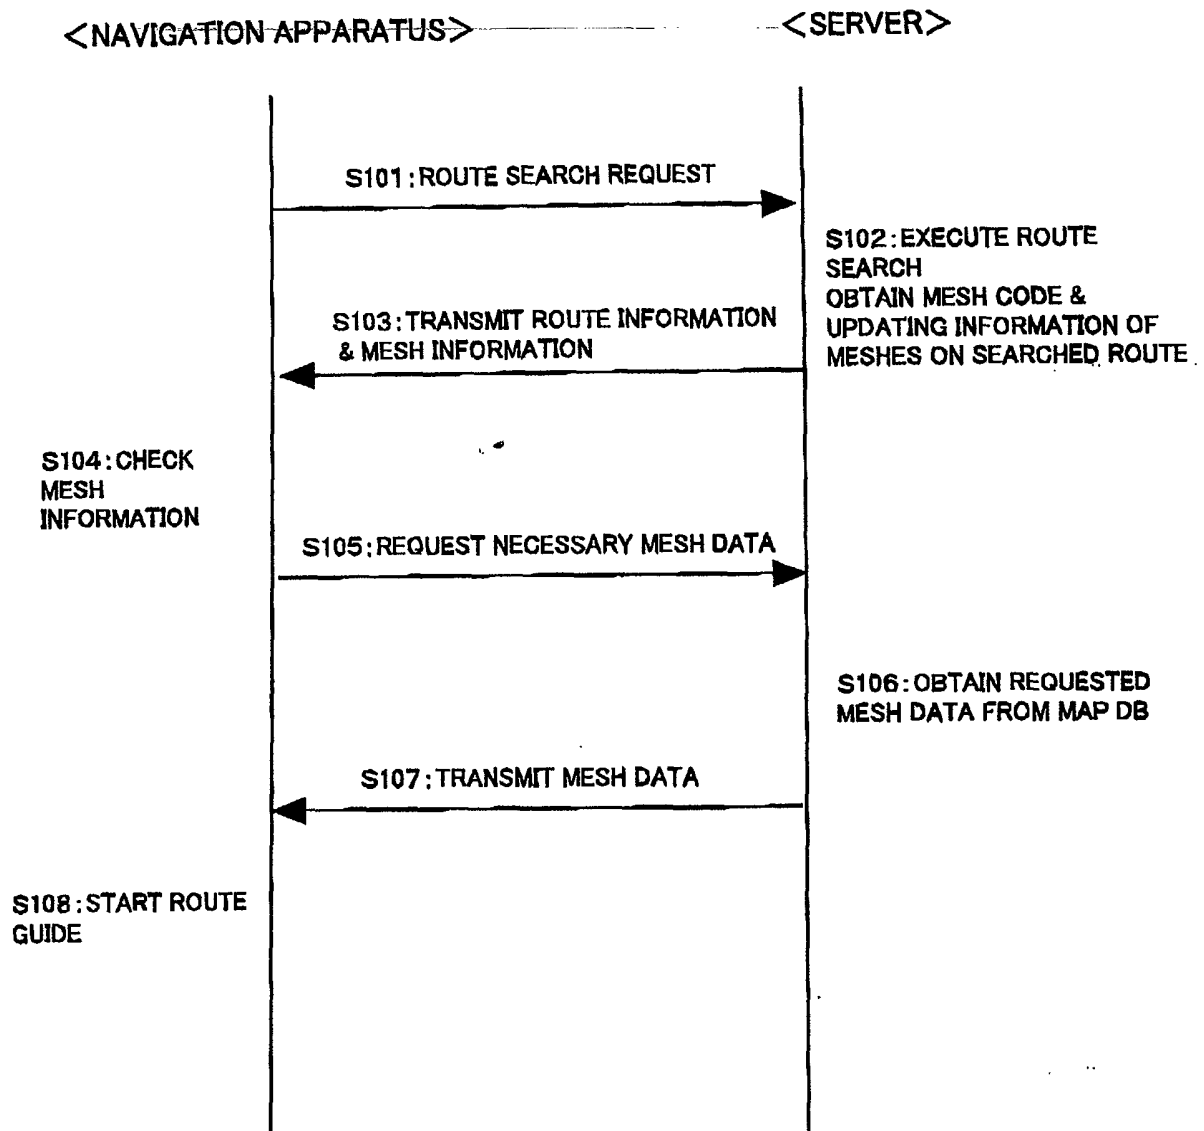 <NAVIGATION APPARATUS>
<SERVER>
S101:ROUTE SEARCH REQUEST
S102:EXECUTE ROUTE
SEARCH
OBTAIN MESH CODE &
UPDATING INFORMATION OF
MESHES ON SEARCHED ROUTE
S103:TRANSMIT ROUTE INFORMATION
& MESH INFORMATION
S104:CHECK
MESH
INFORMATION
S105:REQUEST NECESSARY MESH DATA
S106:OBTAIN REQUESTED
MESH DATA FROM MAP DB
S107:TRANSMIT MESH DATA
S108:START ROUTE
GUIDE